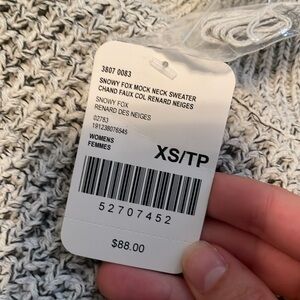 3807 0083
SNOWY FOX MOCK NECK SWEATER
CHAND FAUX COL RENARD NEIGES
SNOWY FOX
RENARD DES NEIGES
02783
191238076545
WOMENS
FEMMES
XS/TP
52707452
$88.00